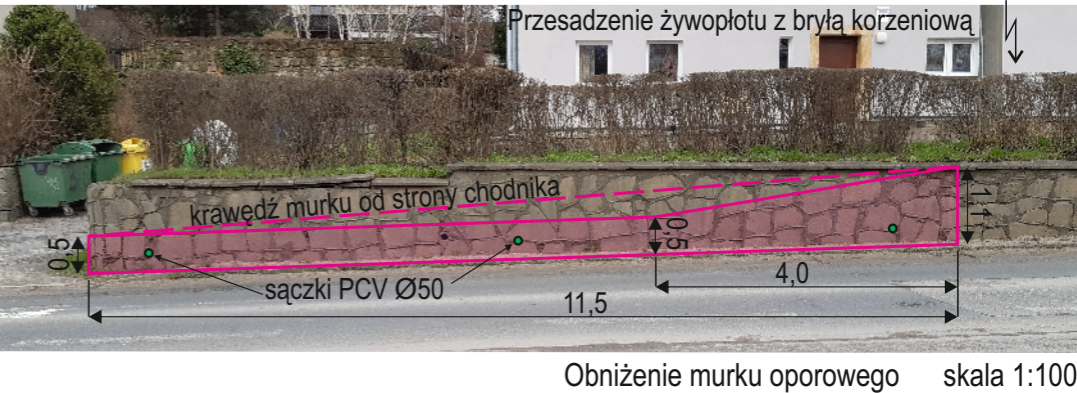 Przesadzenie żywopłotu z bryłą korzeniową
krawędź murku od strony chodnika
0,5
0,5
1,1
sączki PCV Ø50
4,0
11,5
Obniżenie murku oporowego skala 1:100